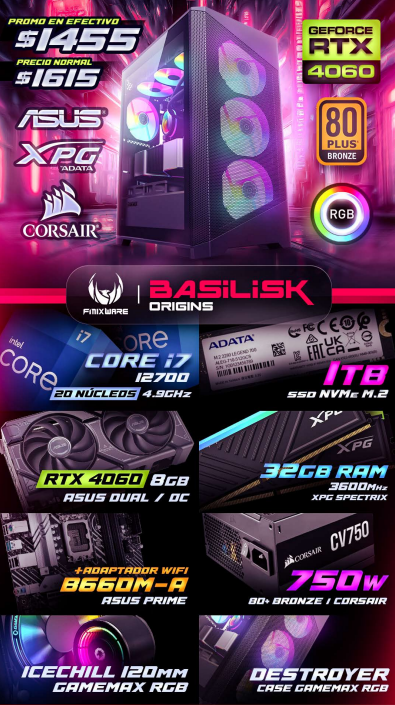 PROMO EN EFECTIVO
$1455
PRECIO NORMAL
$1615
GEFORCE
RTX
4060
ASUS
XPG
ADATA
CORSAIR
80
PLUS
BRONZE
RGB
FiNIXWARE
BASiLiSK
ORIGINS
intel
CORE
i7
CORE
CORE i7
12700
20 NÚCLEOS 4.9GHz
ADATA
1TB
SSD NVMe M.2
RTX 4060 8GB
ASUS DUAL / OC
XPG
32GB RAM
3600MHz
XPG SPECTRIX
+ADAPTADOR WIFI
B660M-A
ASUS PRIME
CORSAIR
CV750
750W
80+ BRONZE / CORSAIR
ICECHILL 120MM
GAMEMAX RGB
DESTROYER
CASE GAMEMAX RGB